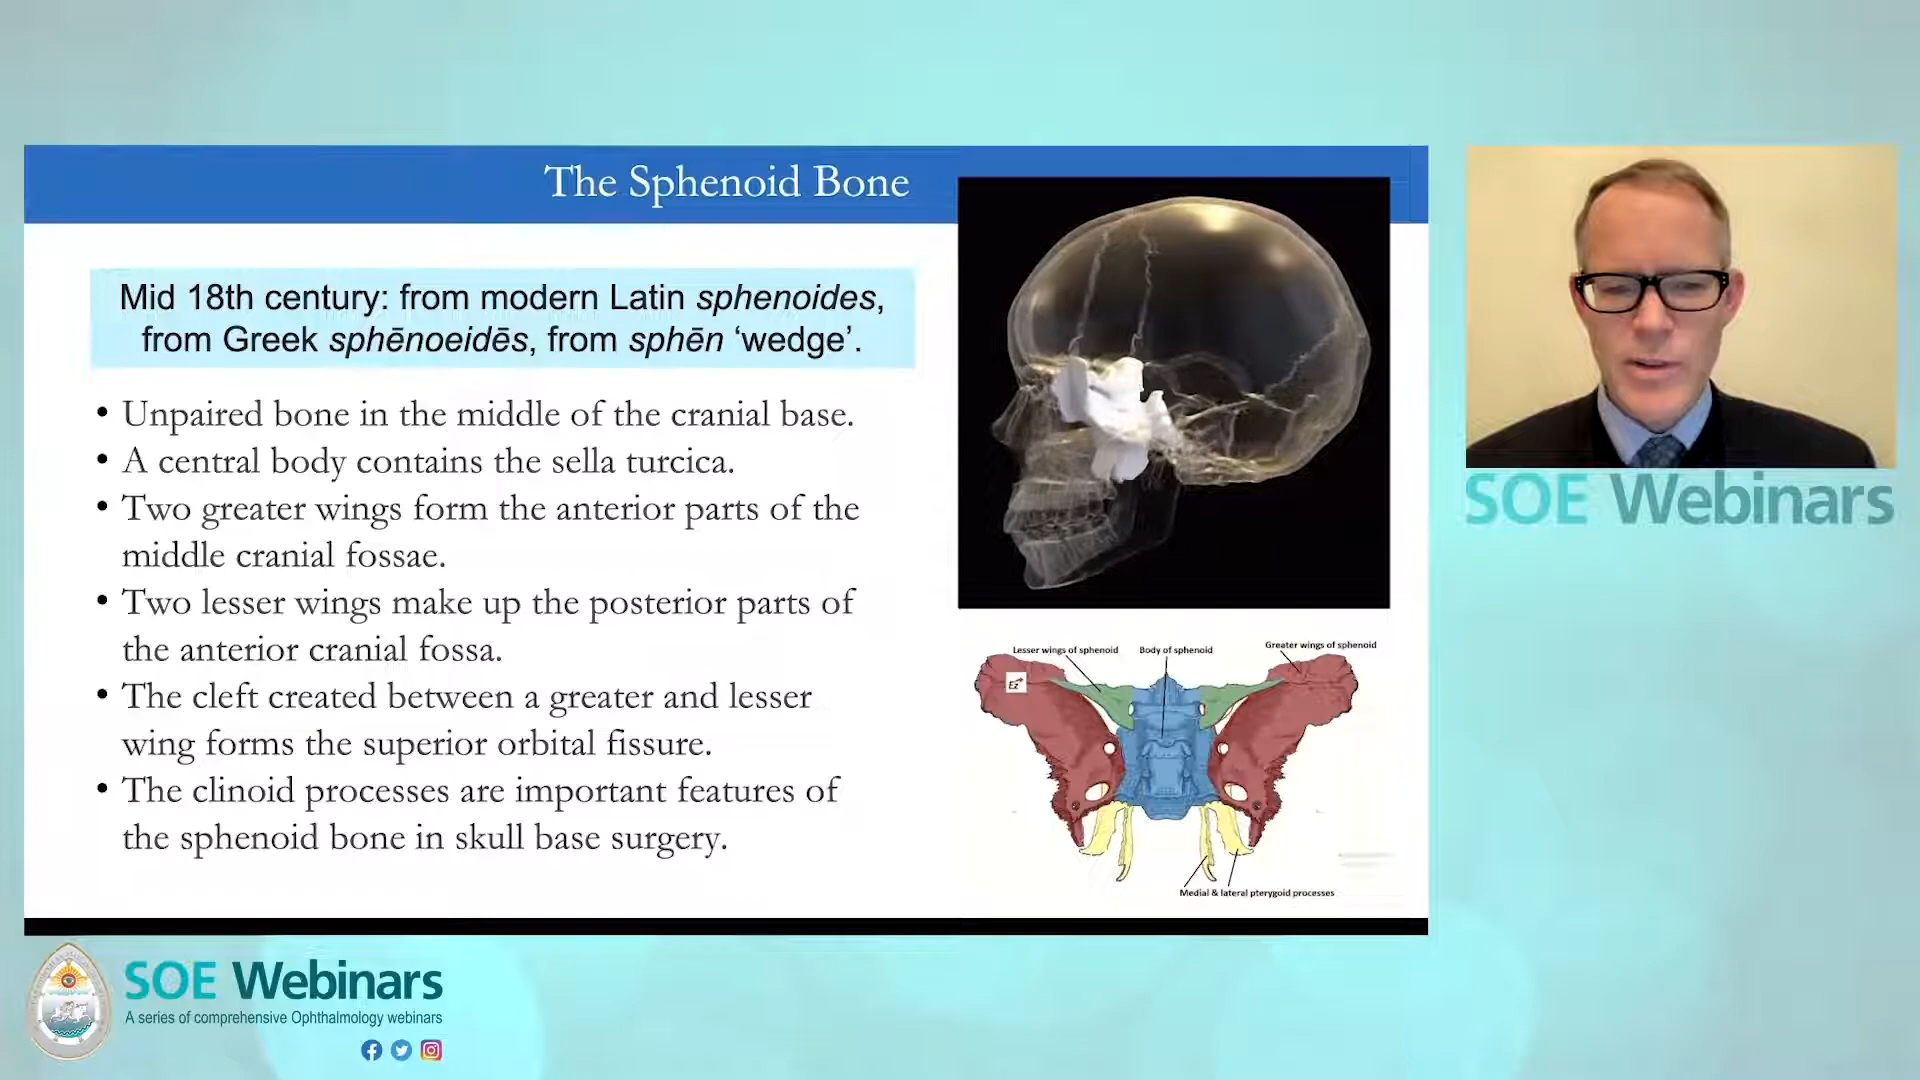 The Sphenoid Bone
Mid 18th century: from modern Latin sphenoides,
from Greek sphēnoeidēs, from sphēn ‘wedge’.
• Unpaired bone in the middle of the cranial base.
• A central body contains the sella turcica.
• Two greater wings form the anterior parts of the
middle cranial fossae.
• Two lesser wings make up the posterior parts of
the anterior cranial fossa.
• The cleft created between a greater and lesser
wing forms the superior orbital fissure.
• The clinoid processes are important features of
the sphenoid bone in skull base surgery.
Lesser wings of sphenoid
Body of sphenoid
Greater wings of sphenoid
Ez
Medial & lateral pterygoid processes
SOE Webinars
SOE Webinars
A series of comprehensive Ophthalmology webinars